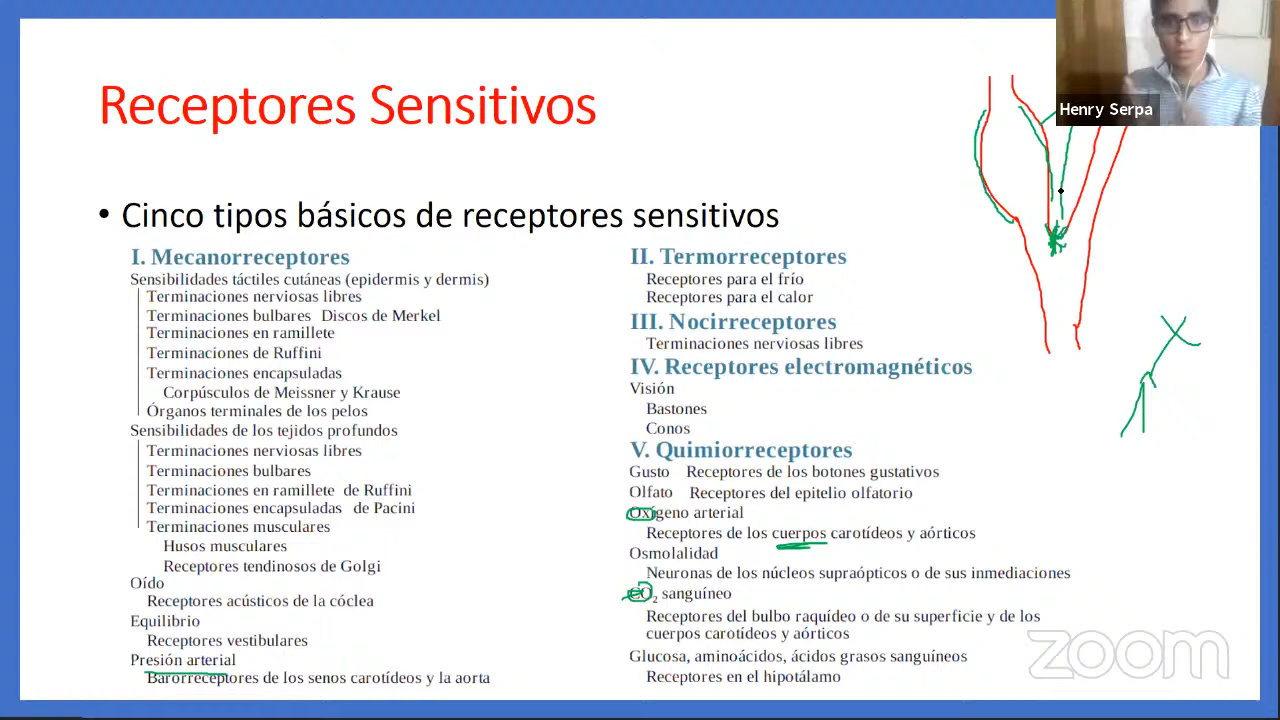 Henry Serpa
Receptores Sensitivos
• Cinco tipos básicos de receptores sensitivos
I. Mecanorreceptores
Sensibilidades táctiles cutáneas (epidermis y dermis)
Terminaciones nerviosas libres
Terminaciones bulbares Discos de Merkel
Terminaciones en ramillete
Terminaciones de Ruffini
Terminaciones encapsuladas
Corpúsculos de Meissner y Krause
Órganos terminales de los pelos
Sensibilidades de los tejidos profundos
Terminaciones nerviosas libres
Terminaciones bulbares
Terminaciones en ramillete de Ruffini
Terminaciones encapsuladas de Pacini
Terminaciones musculares
Husos musculares
Receptores tendinosos de Golgi
Oído
Receptores acústicos de la cóclea
Equilibrio
Receptores vestibulares
Presión arterial
Barorreceptores de los senos carotídeos y la aorta
II. Termorreceptores
Receptores para el frío
Receptores para el calor
III. Nocirreceptores
Terminaciones nerviosas libres
IV. Receptores electromagnéticos
Visión
Bastones
Conos
V. Quimiorreceptores
Gusto Receptores de los botones gustativos
Olfato Receptores del epitelio olfatorio
Oxígeno arterial
Receptores de los cuerpos carotídeos y aórticos
Osmolalidad
Neuronas de los núcleos supraópticos o de sus inmediaciones
CO₂ sanguíneo
Receptores del bulbo raquídeo o de su superficie y de los
cuerpos carotídeos y aórticos
Glucosa, aminoácidos, ácidos grasos sanguíneos
Receptores en el hipotálamo
zoom